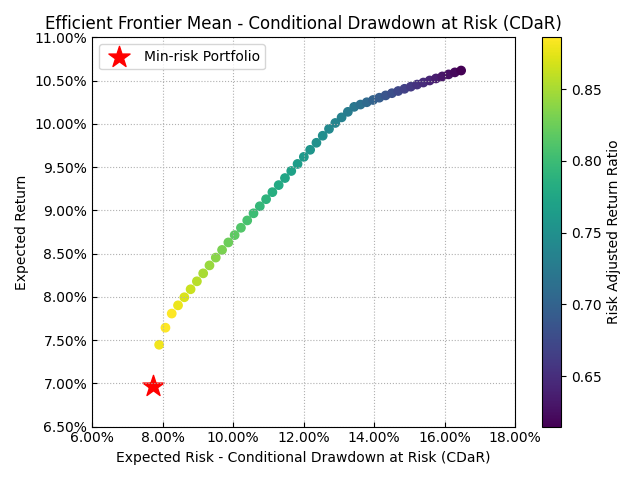 Efficient Frontier Mean - Conditional Drawdown at Risk (CDaR)
Min-risk Portfolio
11.00%
10.50%
10.00%
9.50%
9.00%
8.50%
8.00%
7.50%
7.00%
6.50%
Expected Return
6.00% 8.00% 10.00% 12.00% 14.00% 16.00% 18.00%
Expected Risk - Conditional Drawdown at Risk (CDaR)
0.85
0.80
0.75
0.70
0.65
Risk Adjusted Return Ratio